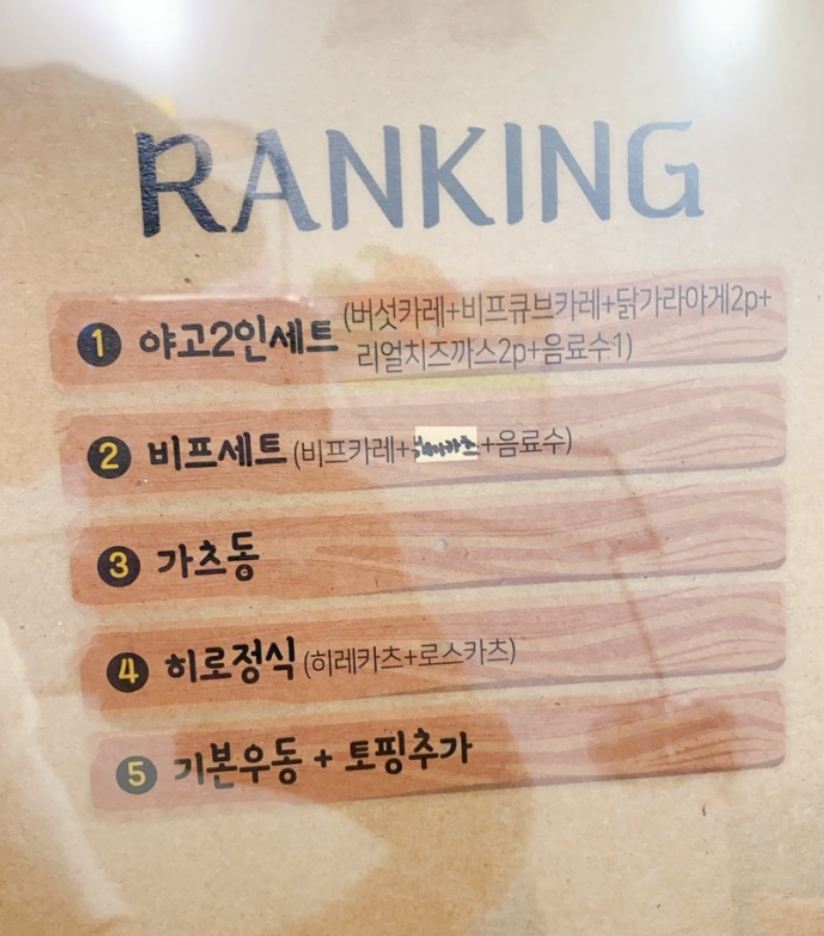 RANKING
1 야고2인세트 (버섯카레+비프큐브카레+닭가라아게2p+
리얼치즈까스2p+음료수1)
2 비프세트 (비프카레+ +음료수)
3 가츠동
4 히로정식 (히레카츠+로스카츠)
5 기본우동 + 토핑추가